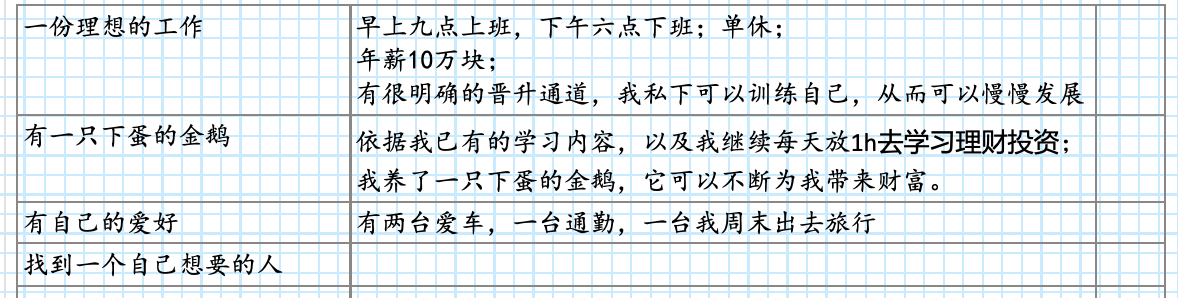 一份理想的工作
早上九点上班，下午六点下班；单休；
年薪10万块；
有很明确的晋升通道，我私下可以训练自己，从而可以慢慢发展
有一只下蛋的金鹅
依据我已有的学习内容，以及我继续每天放1h去学习理财投资；
我养了一只下蛋的金鹅，它可以不断为我带来财富。
有自己的爱好
有两台爱车，一台通勤，一台我周末出去旅行
找到一个自己想要的人